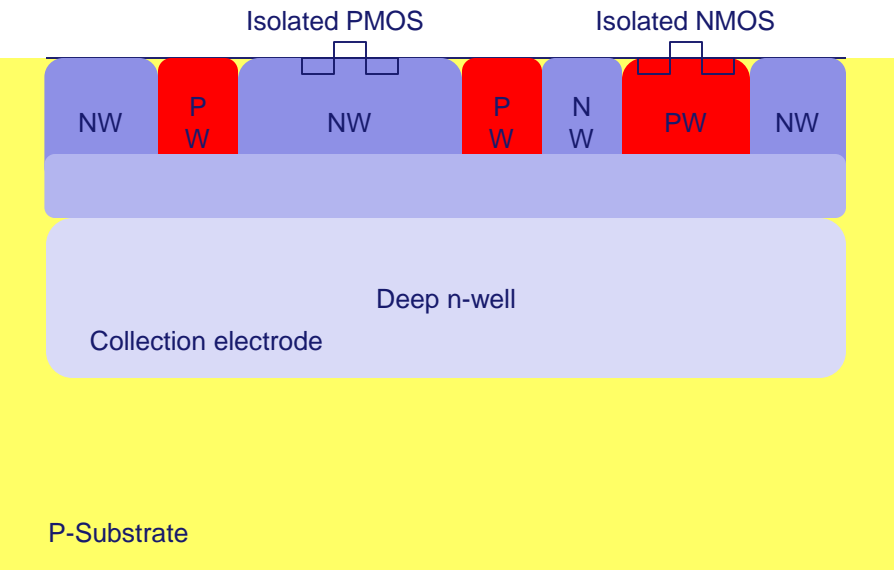 Isolated PMOS
Isolated NMOS
NW
P
W
NW
P
W
N
W
PW
NW
Deep n-well
Collection electrode
P-Substrate